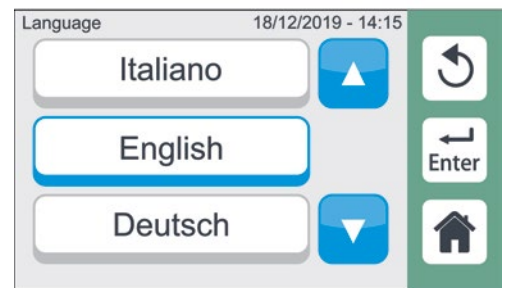 Language 18/12/2019 - 14:15
Italiano
English
Enter
Deutsch